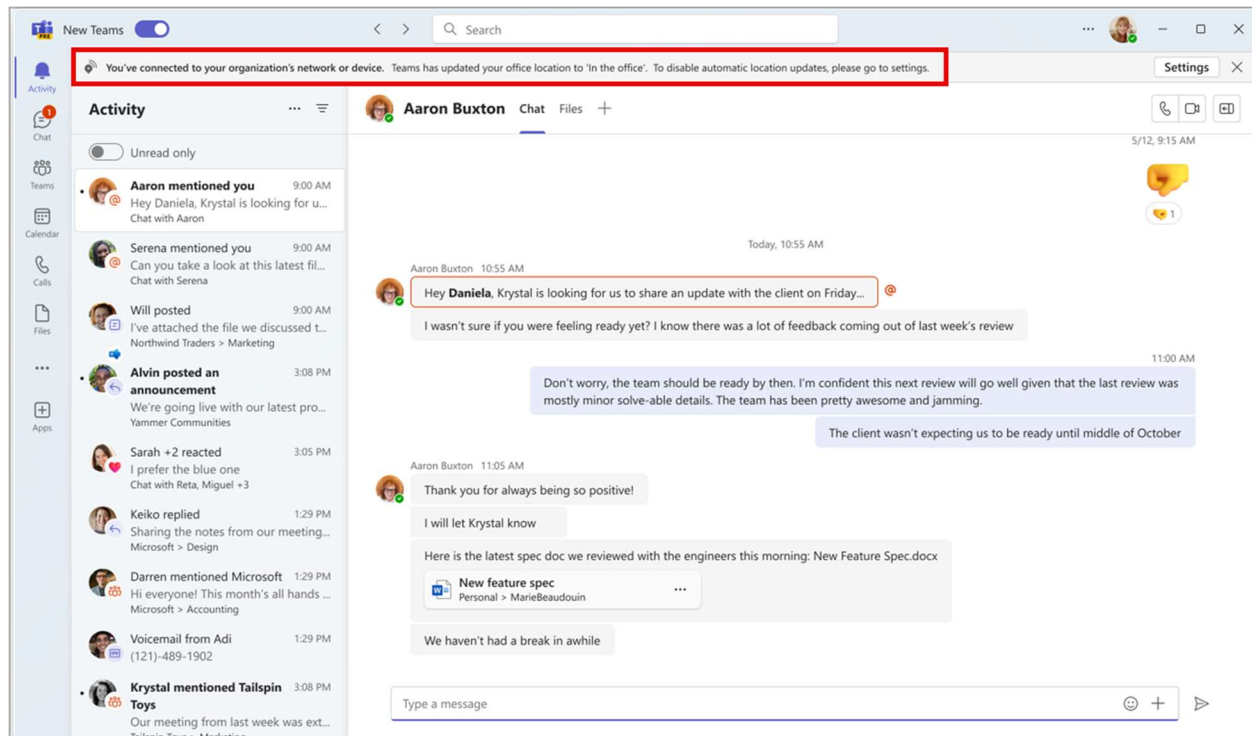 New Teams
Search
PRE
You've connected to your organization's network or device. Teams has updated your office location to 'In the office'. To disable automatic location updates, please go to settings.
Settings
Activity
1
Chat
Teams
Calendar
Calls
Files
Apps
Activity
Unread only
Aaron mentioned you 9:00 AM
Hey Daniela, Krystal is looking for u...
Chat with Aaron
Serena mentioned you 9:00 AM
Can you take a look at this latest fil...
Chat with Serena
Will posted 9:00 AM
I've attached the file we discussed t...
Northwind Traders > Marketing
Alvin posted an 3:08 PM
announcement
We're going live with our latest pro...
Yammer Communities
Sarah +2 reacted 3:05 PM
I prefer the blue one
Chat with Reta, Miguel +3
Keiko replied 1:29 PM
Sharing the notes from our meeting...
Microsoft > Design
Darren mentioned Microsoft 1:29 PM
Hi everyone! This month's all hands ...
Microsoft > Accounting
Voicemail from Adi 1:29 PM
(121)-489-1902
Krystal mentioned Tailspin 3:08 PM
Toys
Our meeting from last week was ext...
Tailspin Toys > Marketing
Aaron Buxton Chat Files
5/12, 9:15 AM
1
Today, 10:55 AM
Aaron Buxton 10:55 AM
Hey Daniela, Krystal is looking for us to share an update with the client on Friday... @
I wasn't sure if you were feeling ready yet? I know there was a lot of feedback coming out of last week's review
11:00 AM
Don't worry, the team should be ready by then. I'm confident this next review will go well given that the last review was
mostly minor solve-able details. The team has been pretty awesome and jamming.
The client wasn't expecting us to be ready until middle of October
Aaron Buxton 11:05 AM
Thank you for always being so positive!
I will let Krystal know
Here is the latest spec doc we reviewed with the engineers this morning: New Feature Spec.docx
New feature spec
Personal > MarieBeaudouin
We haven't had a break in awhile
Type a message